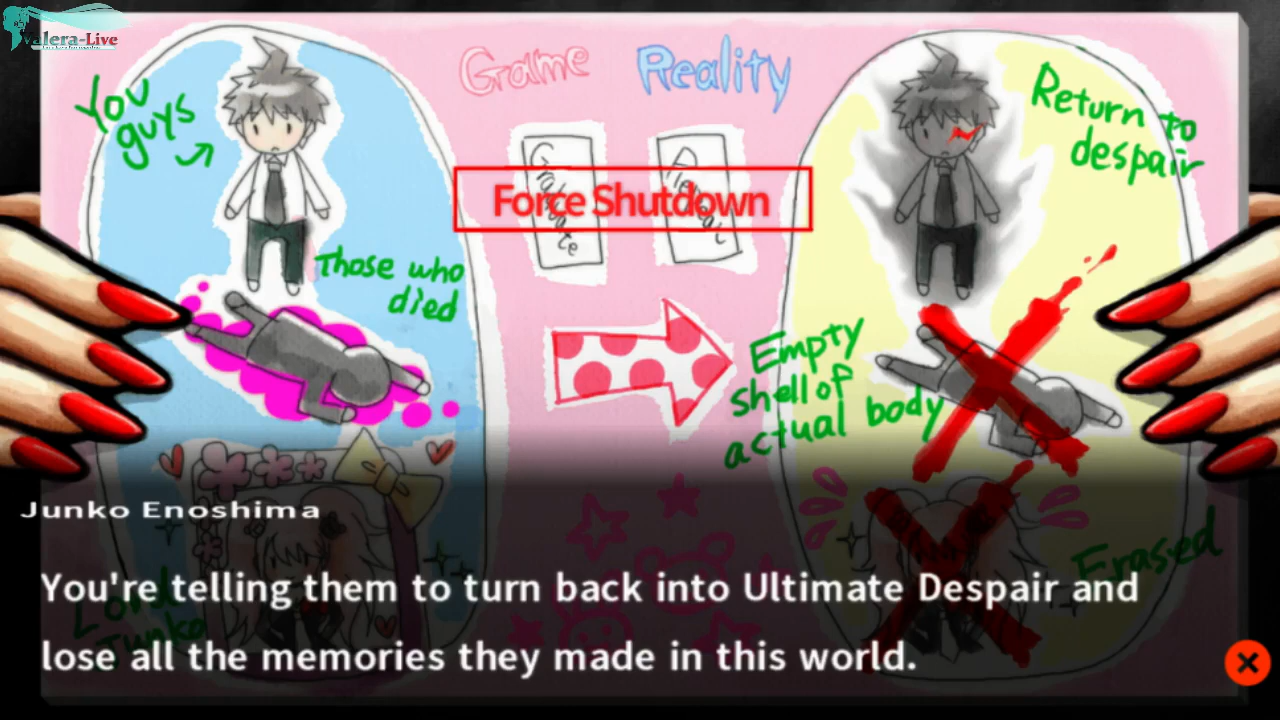 Valera-Live
Game Reality
You
guys
Return to
despair
Graduate
Force Shutdown
Those who
died
Empty
shell of
actual body
Junko Enoshima
Erased
You're telling them to turn back into Ultimate Despair and
Junko
lose all the memories they made in this world.